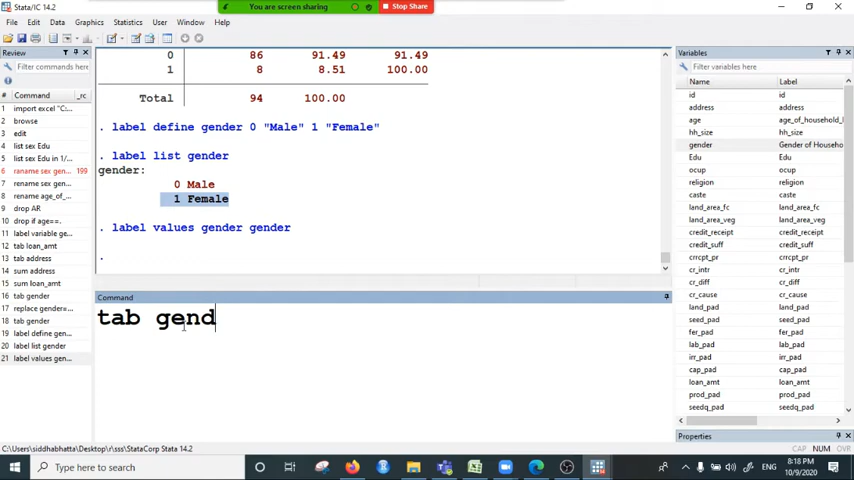 Stata/IC 14.2
You are screen sharing
Stop Share
File Edit Data Graphics Statistics User Window Help
Review
Filter commands here
# Command _rc
1 import excel "C:...
2 browse
3 edit
4 list sex Edu
5 list sex Edu in 1/...
6 rename sex gen... 199
7 rename sex gen...
8 rename age_of_...
9 drop AR
10 drop if age==.
11 label variable ge...
12 tab loan_amt
13 tab address
14 sum address
15 sum loan_amt
16 tab gender
17 replace gender=...
18 tab gender
19 label define gen...
20 label list gender
21 label values gen...
0 86 91.49 91.49
1 8 8.51 100.00
Total 94 100.00
. label define gender 0 "Male" 1 "Female"
. label list gender
gender:
0 Male
1 Female
. label values gender gender
.
Command
tab gend
Variables
Filter variables here
Name Label
id id
address address
age age_of_household_h
hh_size hh_size
gender Gender of Househo
Edu Edu
ocup ocup
religion religion
caste caste
land_area_fc land_area_fc
land_area_veg land_area_veg
credit_receipt credit_receipt
credit_suff credit_suff
crrcpt_pr crrcpt_pr
cr_intr cr_intr
cr_diff cr_diff
cr_cause cr_cause
land_pad land_pad
seed_pad seed_pad
fer_pad fer_pad
lab_pad lab_pad
irr_pad irr_pad
cap_pad cap_pad
loan_amt loan_amt
prod_pad prod_pad
seedq_pad seedq_pad
Properties
C:\Users\siddhabhatta\Desktop\r\sss\StataCorp Stata 14.2
CAP NUM OVR
Type here to search
ENG
8:18 PM
10/9/2020